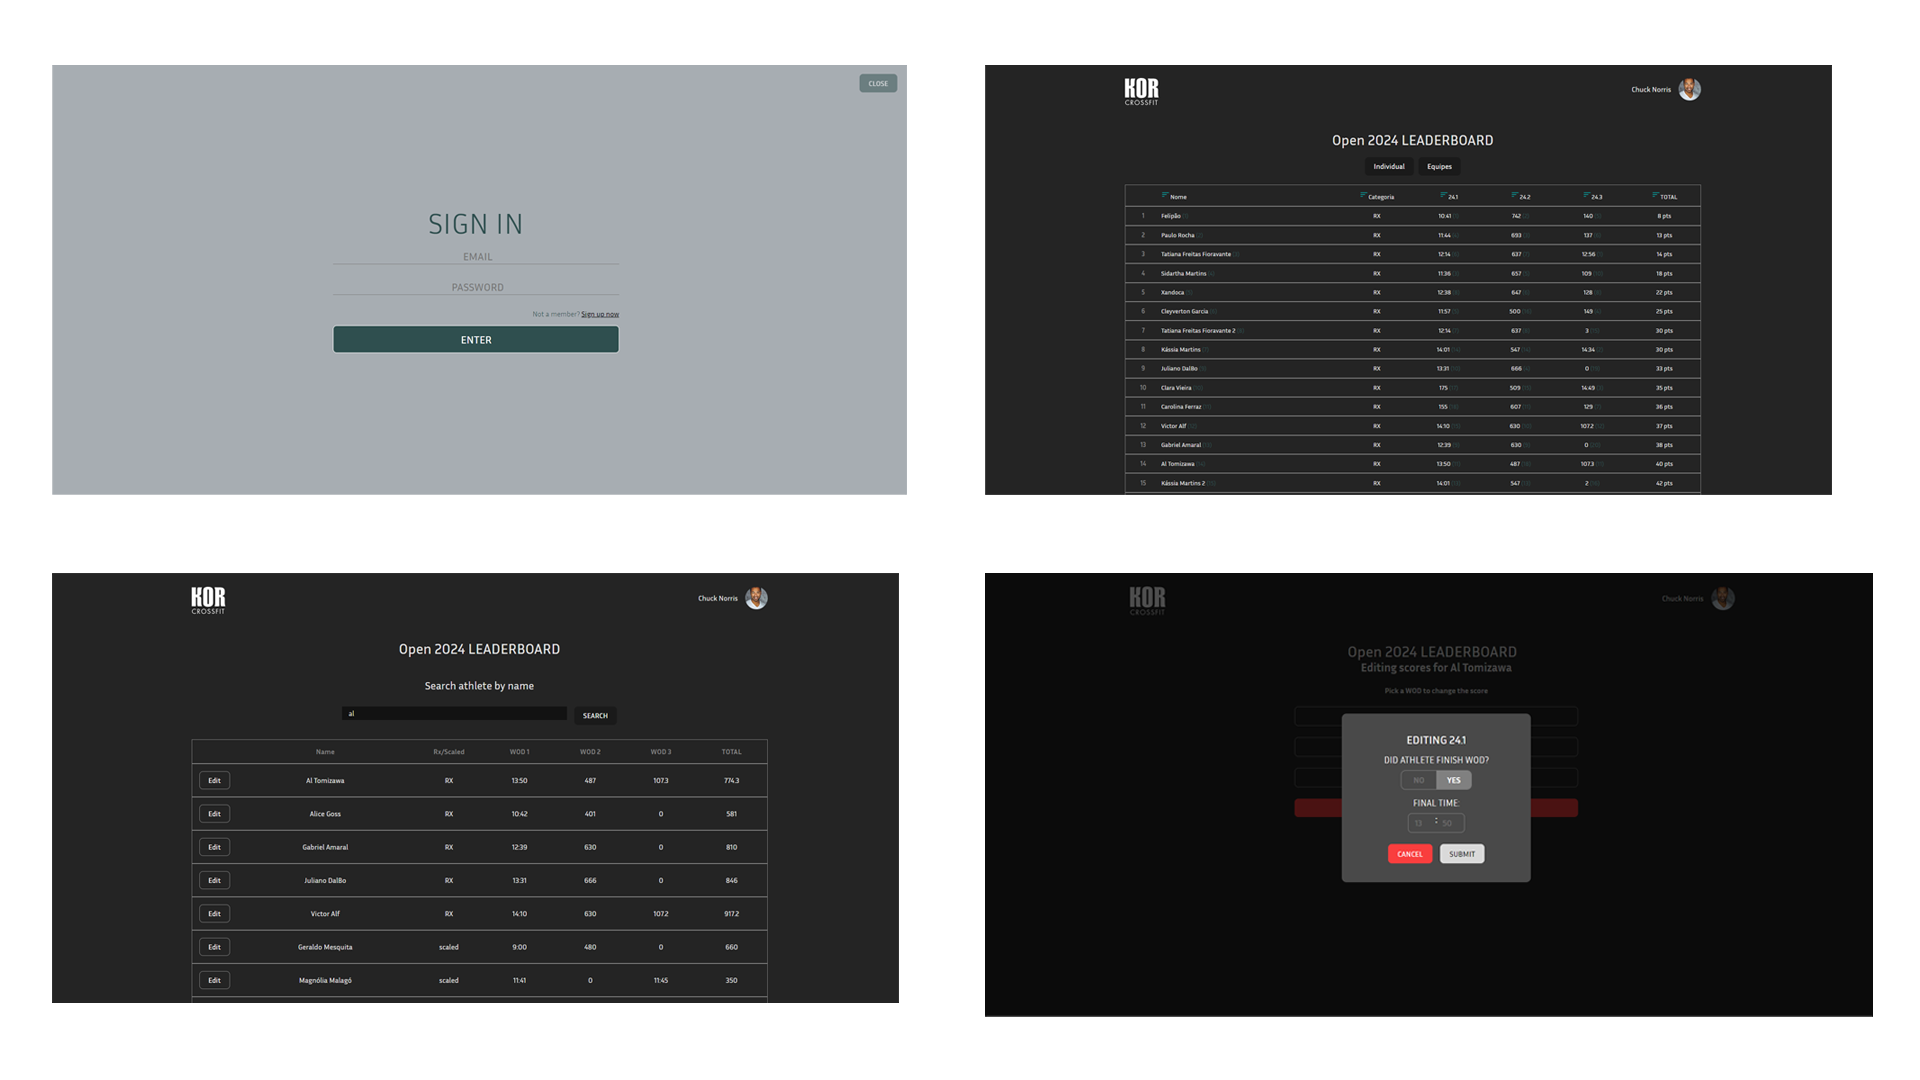 CLOSE
SIGN IN
EMAIL
PASSWORD
Not a member? Sign up now
ENTER
KOR
CROSSFIT
Chuck Norris
Open 2024 LEADERBOARD
Individual Equipes
Nome Categoria 24.1 24.2 24.3 TOTAL
1 Felipão RX 10:41 742 140 8 pts
2 Paulo Rocha RX 11:44 693 137 13 pts
3 Tatiana Freitas Fioravante RX 12:14 637 12:56 14 pts
4 Sidartha Martins RX 11:36 657 109 18 pts
5 Xandoca RX 12:38 647 128 22 pts
6 Cleyverton Garcia RX 11:57 500 149 25 pts
7 Tatiana Freitas Fioravante 2 RX 12:14 637 3 30 pts
8 Kássia Martins RX 14:01 547 14:34 30 pts
9 Juliano DalBo RX 13:31 666 0 33 pts
10 Clara Vieira RX 175 509 14:49 35 pts
11 Carolina Ferraz RX 155 607 129 36 pts
12 Victor Alf RX 14:10 630 107.2 37 pts
13 Gabriel Amaral RX 12:39 630 0 38 pts
14 Al Tomizawa RX 13:50 487 107.3 40 pts
15 Kássia Martins 2 RX 14:01 547 2 42 pts
KOR
CROSSFIT
Chuck Norris
Open 2024 LEADERBOARD
Search athlete by name
al SEARCH
Name Rx/Scaled WOD 1 WOD 2 WOD 3 TOTAL
Edit Al Tomizawa RX 13:50 487 107.3 774.3
Edit Alice Goss RX 10:42 401 0 581
Edit Gabriel Amaral RX 12:39 630 0 810
Edit Juliano DalBo RX 13:31 666 0 846
Edit Victor Alf RX 14:10 630 107.2 917.2
Edit Geraldo Mesquita scaled 9:00 480 0 660
Edit Magnólia Malagó scaled 11:41 0 11:45 350
KOR
CROSSFIT
Chuck Norris
Open 2024 LEADERBOARD
Editing scores for Al Tomizawa
Pick a WOD to change the score
EDITING 24.1
DID ATHLETE FINISH WOD?
NO YES
FINAL TIME:
13 : 50
CANCEL SUBMIT